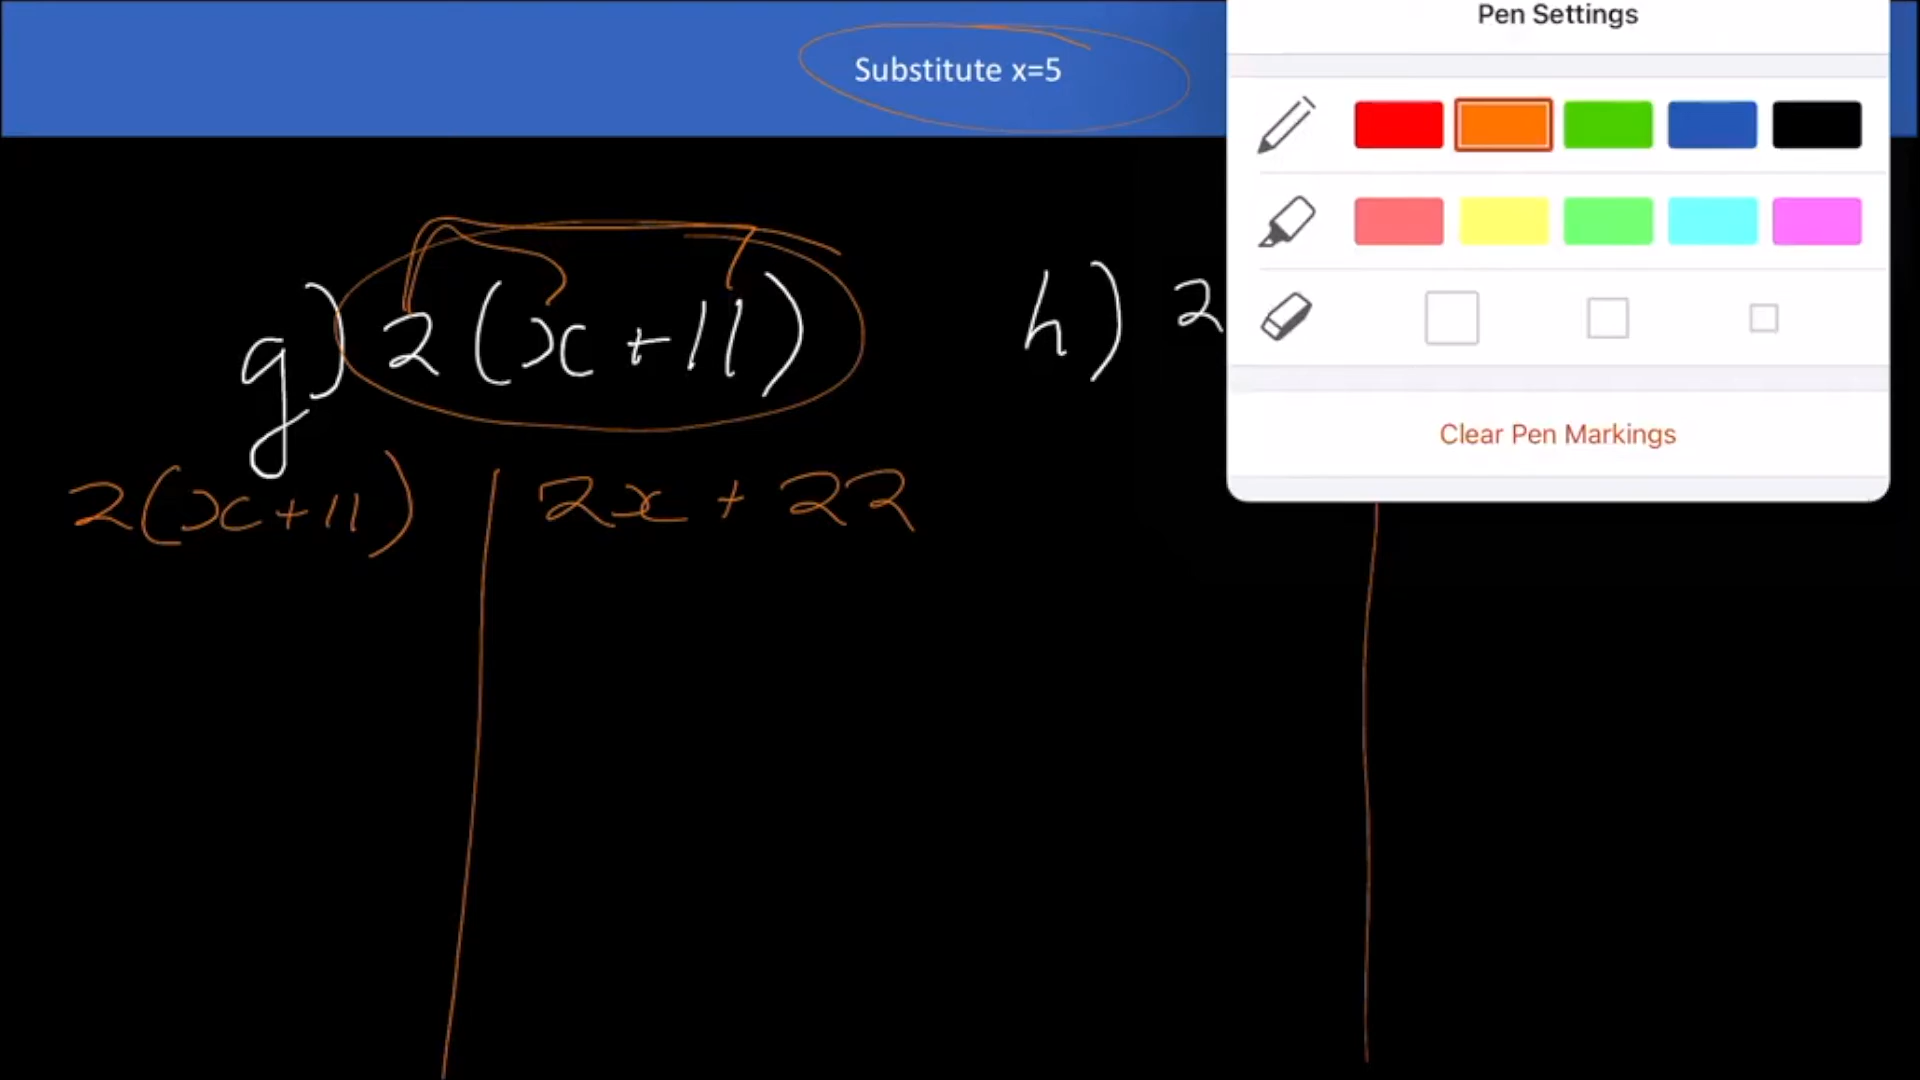 Substitute x=5
Pen Settings
g) 2(x+11)
h) 2
Clear Pen Markings
2(x+11) | 2x + 22